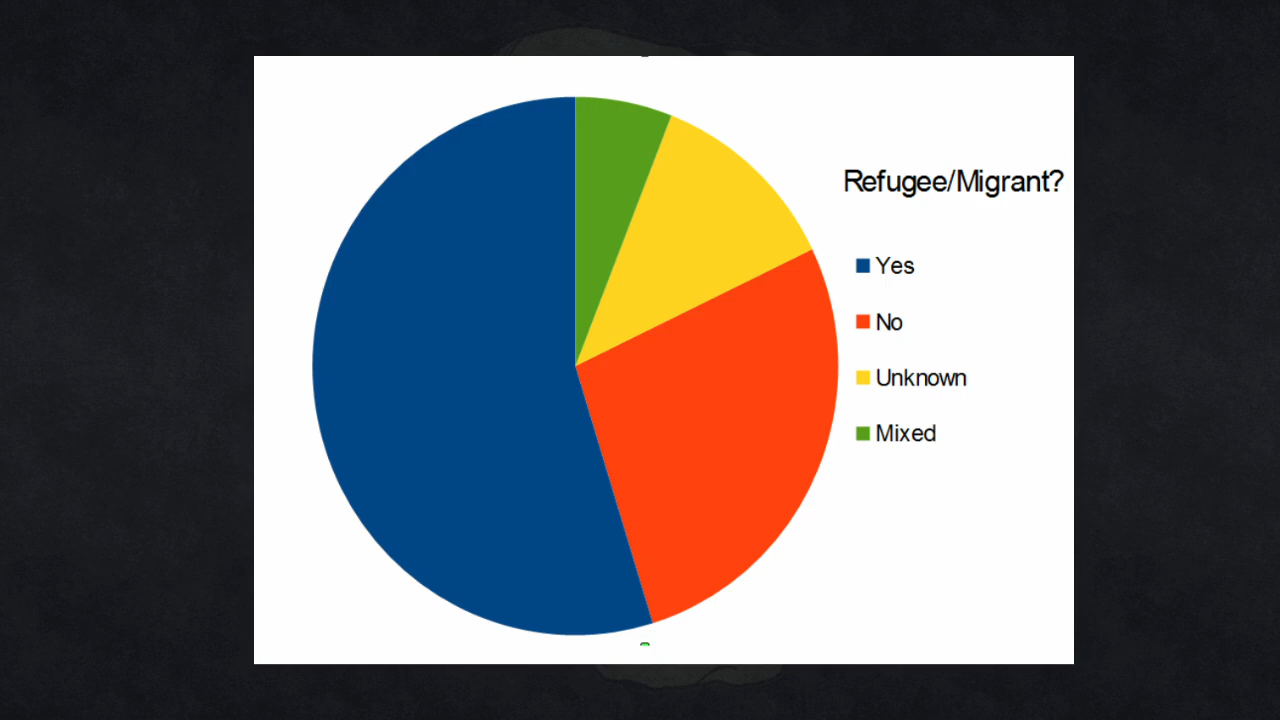 Refugee/Migrant?
Yes
No
Unknown
Mixed